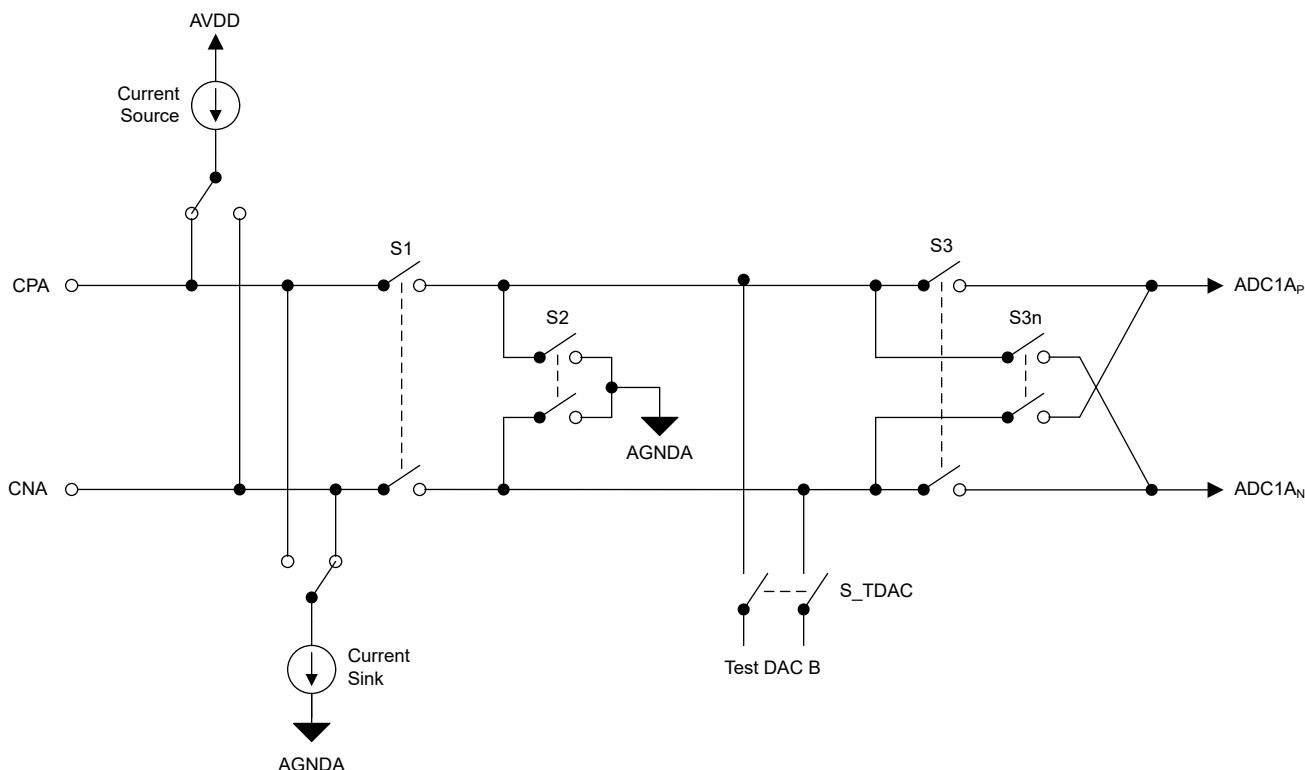 AVDD
Current
Source
S1
S3
CPA
ADC1AP
S2
S3n
AGNDA
CNA
ADC1AN
S_TDAC
Current
Sink
Test DAC B
AGNDA